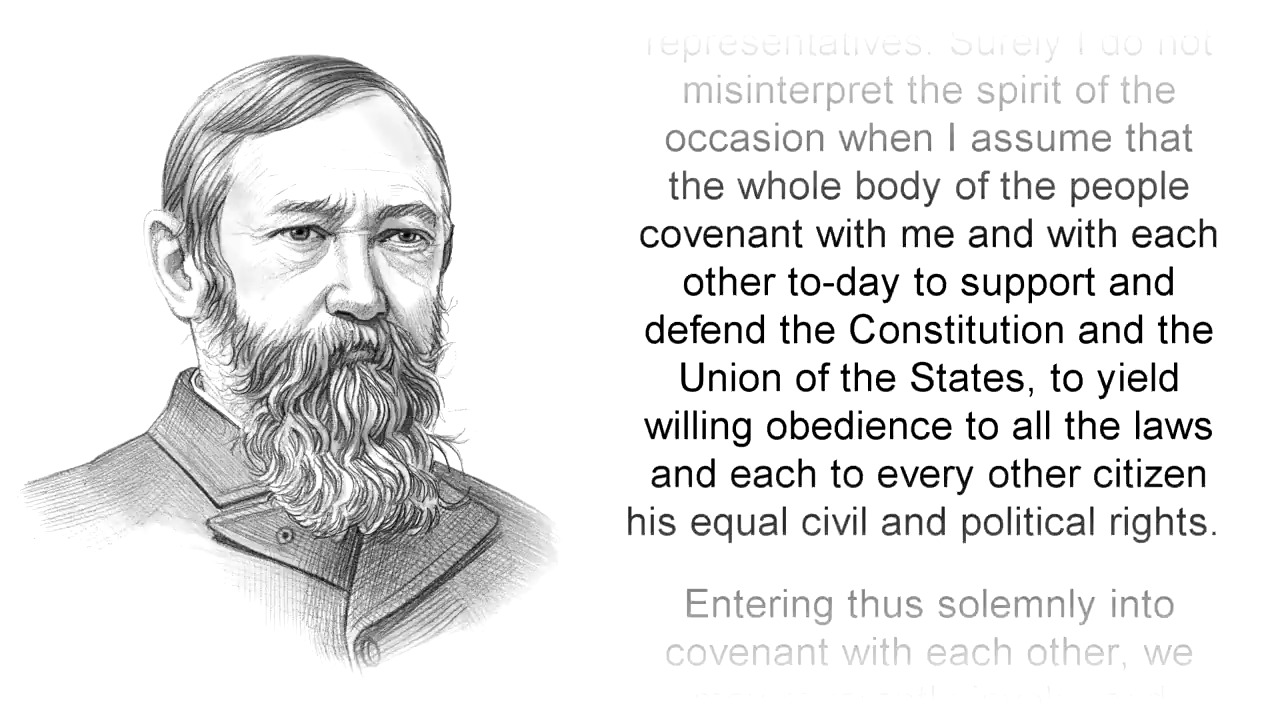 representatives. Surely I do not
misinterpret the spirit of the
occasion when I assume that
the whole body of the people
covenant with me and with each
other to-day to support and
defend the Constitution and the
Union of the States, to yield
willing obedience to all the laws
and each to every other citizen
his equal civil and political rights.
Entering thus solemnly into
covenant with each other, we